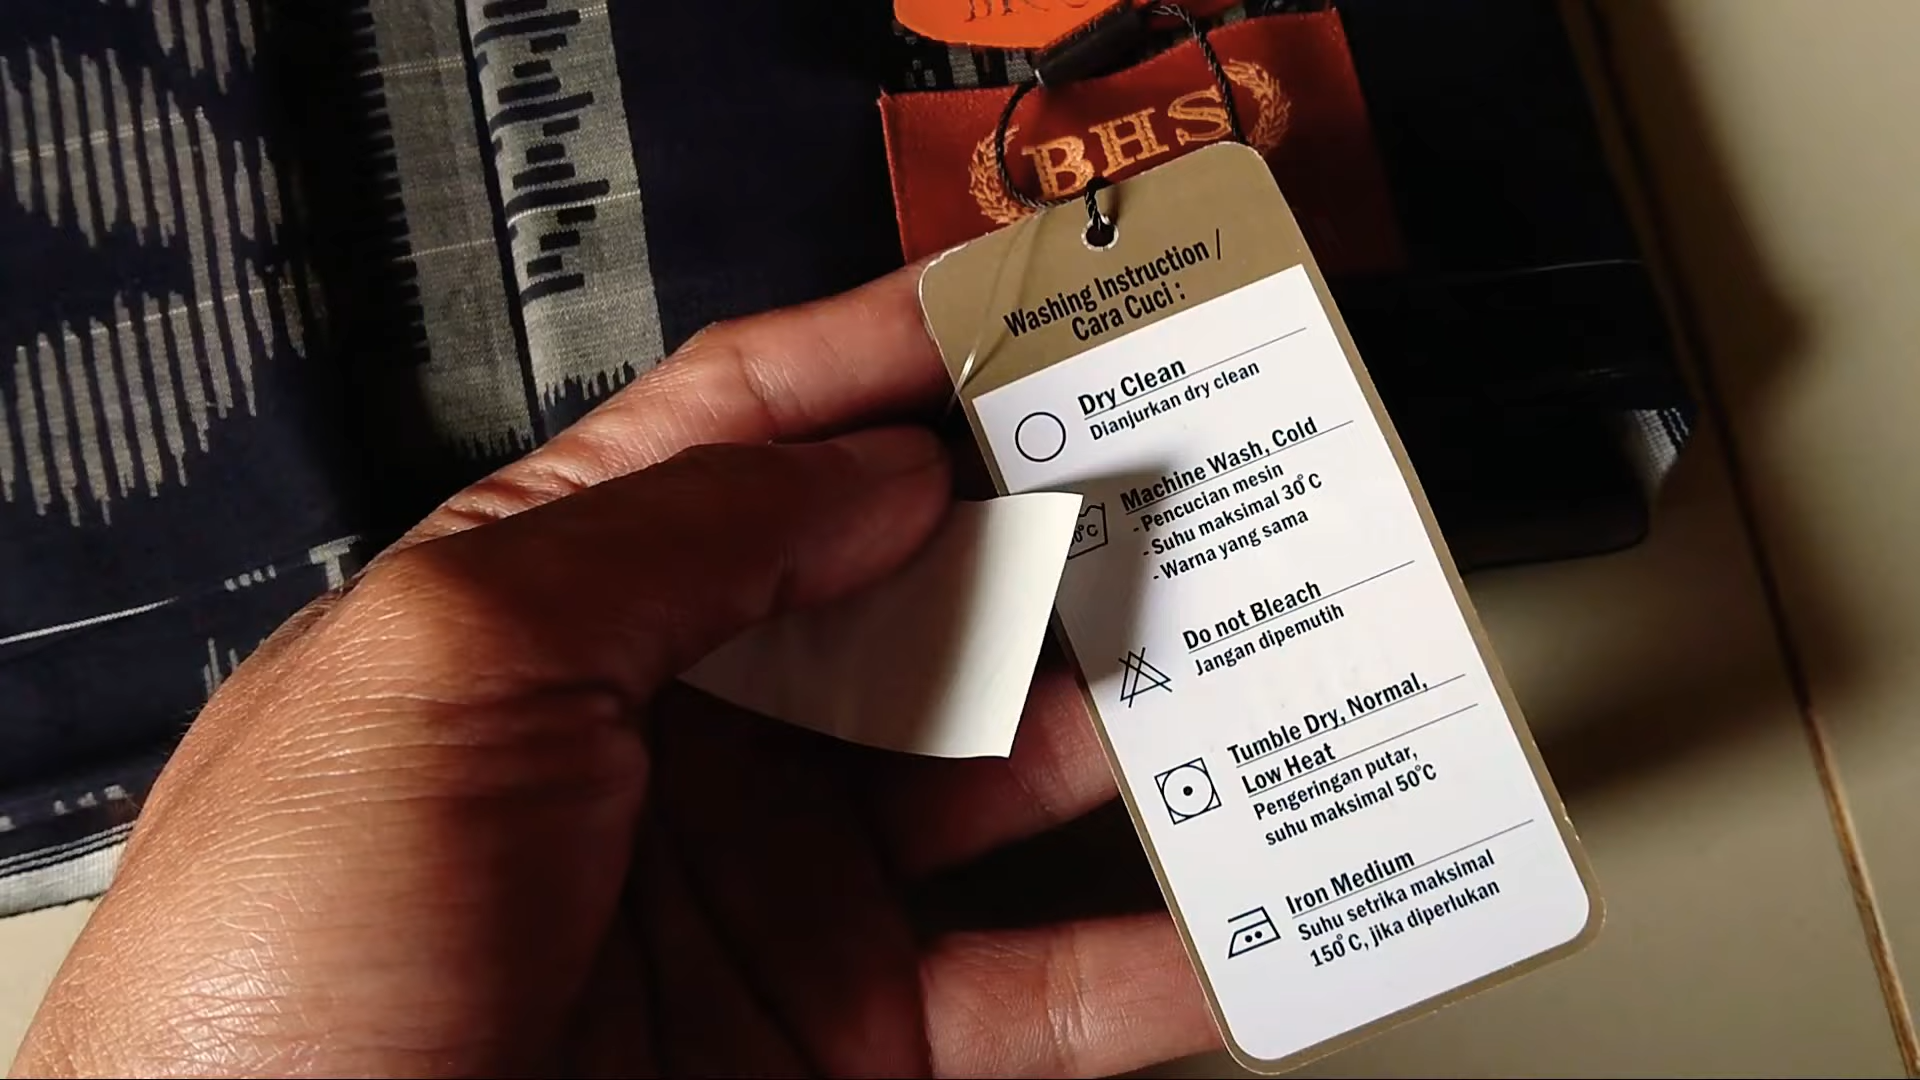 BHS
Washing Instruction /
Cara Cuci :
Dry Clean
Dianjurkan dry clean
Machine Wash, Cold
- Pencucian mesin
- Suhu maksimal 30°C
- Warna yang sama
Do not Bleach
Jangan dipemutih
Tumble Dry, Normal,
Low Heat
Pengeringan putar,
suhu maksimal 50°C
Iron Medium
Suhu setrika maksimal
150°C, jika diperlukan